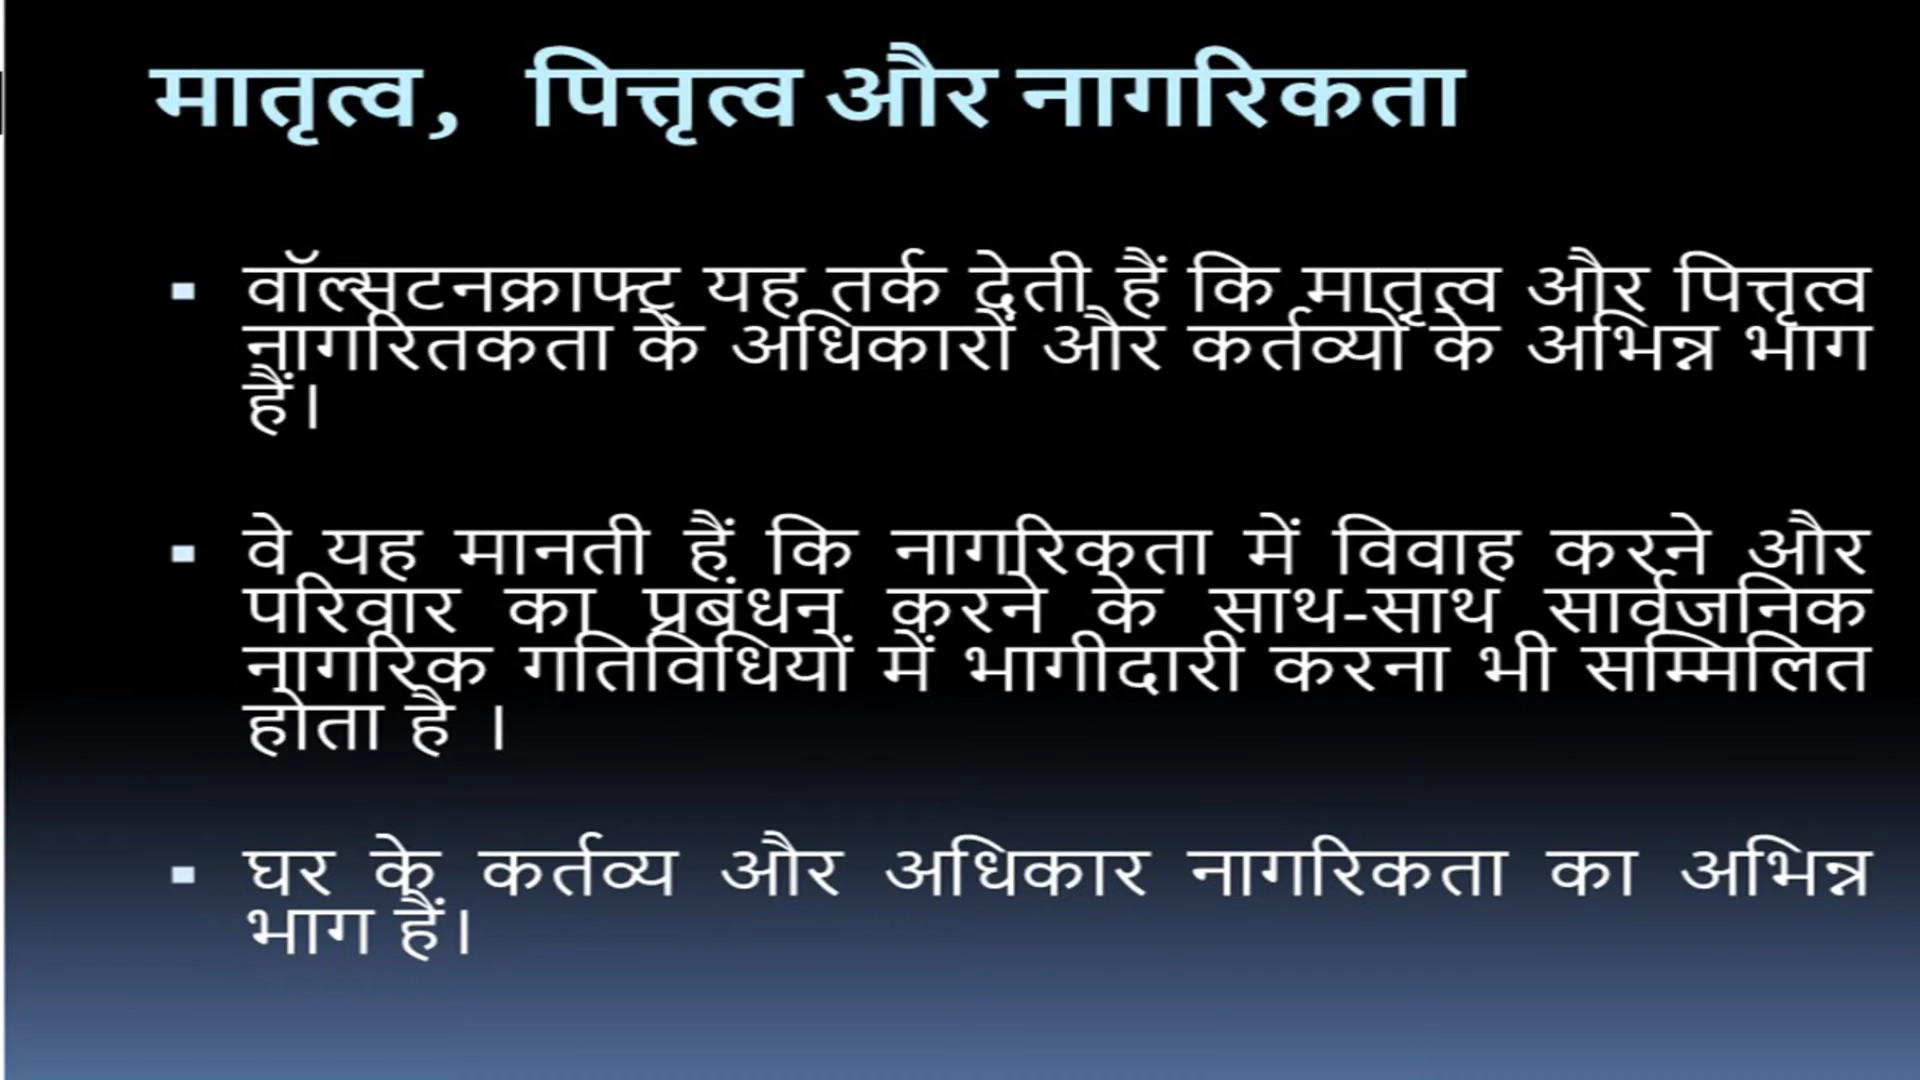 मातृत्व, पित्तृत्व और नागरिकता
▪ वॉल्सटनक्राफ्ट यह तर्क देती हैं कि मातृत्व और पित्तृत्व
नागरितकता के अधिकारों और कर्तव्यों के अभिन्न भाग
हैं।
▪ वे यह मानती हैं कि नागरिकता में विवाह करने और
परिवार का प्रबंधन करने के साथ-साथ सार्वजनिक
नागरिक गतिविधियों में भागीदारी करना भी सम्मिलित
होता है ।
▪ घर के कर्तव्य और अधिकार नागरिकता का अभिन्न
भाग हैं।